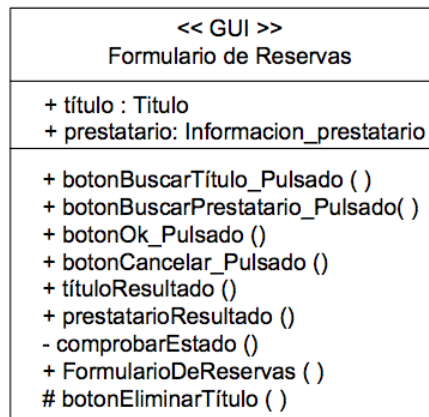 << GUI >>
Formulario de Reservas
+ título : Titulo
+ prestatario: Informacion_prestatario
+ botonBuscarTítulo_Pulsado ( )
+ botonBuscarPrestatario_Pulsado( )
+ botonOk_Pulsado ()
+ botonCancelar_Pulsado ()
+ títuloResultado ()
+ prestatarioResultado ()
- comprobarEstado ()
+ FormularioDeReservas ( )
# botonEliminarTítulo ( )